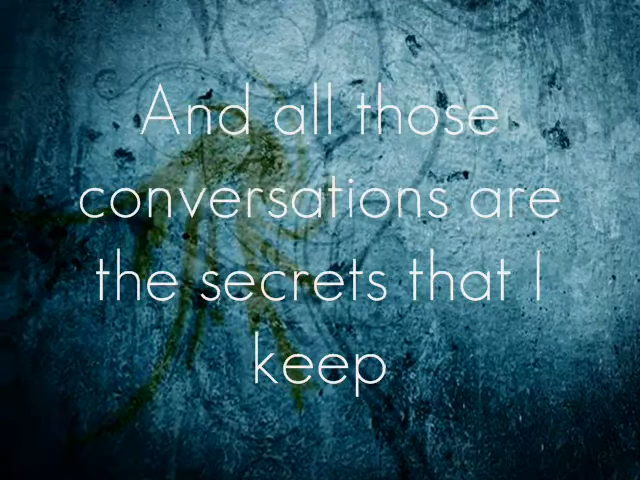 And all those
conversations are
the secrets that I
keep